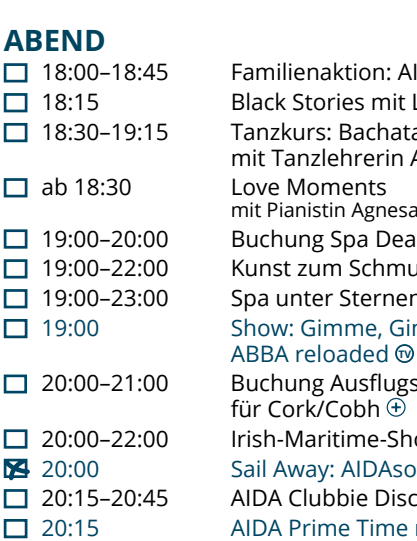 ABEND
18:00–18:45 Familienaktion:
18:15 Black Stories mit
18:30–19:15 Tanzkurs: Bachata
mit Tanzlehrerin
ab 18:30 Love Moments
mit Pianistin Agnesa
19:00–20:00 Buchung Spa
19:00–22:00 Kunst zum
19:00–23:00 Spa unter Sternen
19:00 Show: Gimme,
ABBA reloaded TV
20:00–21:00 Buchung
für Cork/Cobh
20:00–22:00
20:00 Sail Away:
20:15–20:45 AIDA Clubbie
20:15 AIDA Prime Time